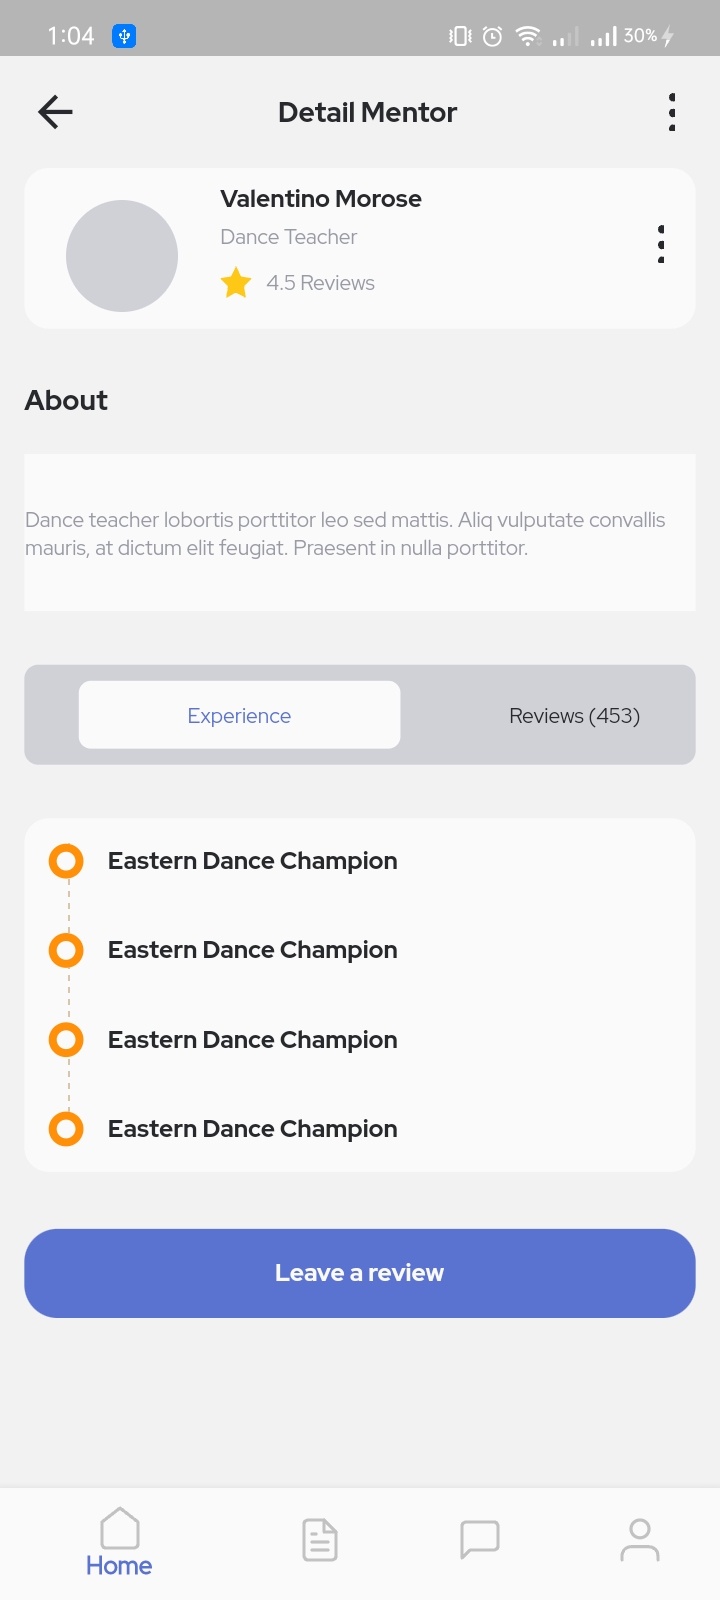 1:04
30%
Detail Mentor
Valentino Morose
Dance Teacher
4.5 Reviews
About
Dance teacher lobortis porttitor leo sed mattis. Aliq vulputate convallis
mauris, at dictum elit feugiat. Praesent in nulla porttitor.
Experience
Reviews (453)
Eastern Dance Champion
Eastern Dance Champion
Eastern Dance Champion
Eastern Dance Champion
Leave a review
Home